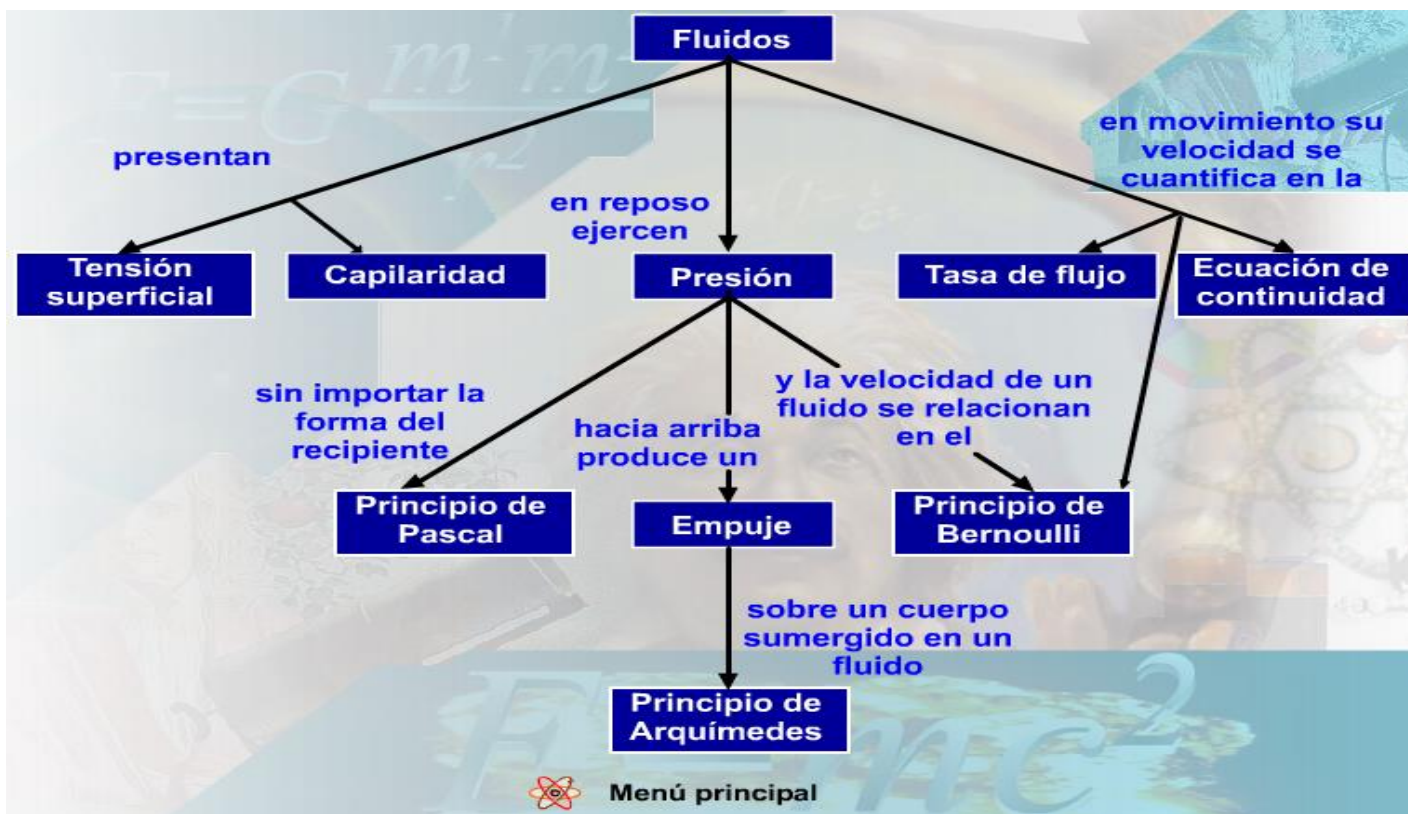 Fluidos
presentan
en reposo
ejercen
en movimiento su
velocidad se
cuantifica en la
Tensión
superficial
Capilaridad
Presión
Tasa de flujo
Ecuación de
continuidad
sin importar la
forma del
recipiente
hacia arriba
produce un
y la velocidad de un
fluido se relacionan
en el
Principio de
Pascal
Empuje
Principio de
Bernoulli
sobre un cuerpo
sumergido en un
fluido
Principio de
Arquímedes
Menú principal